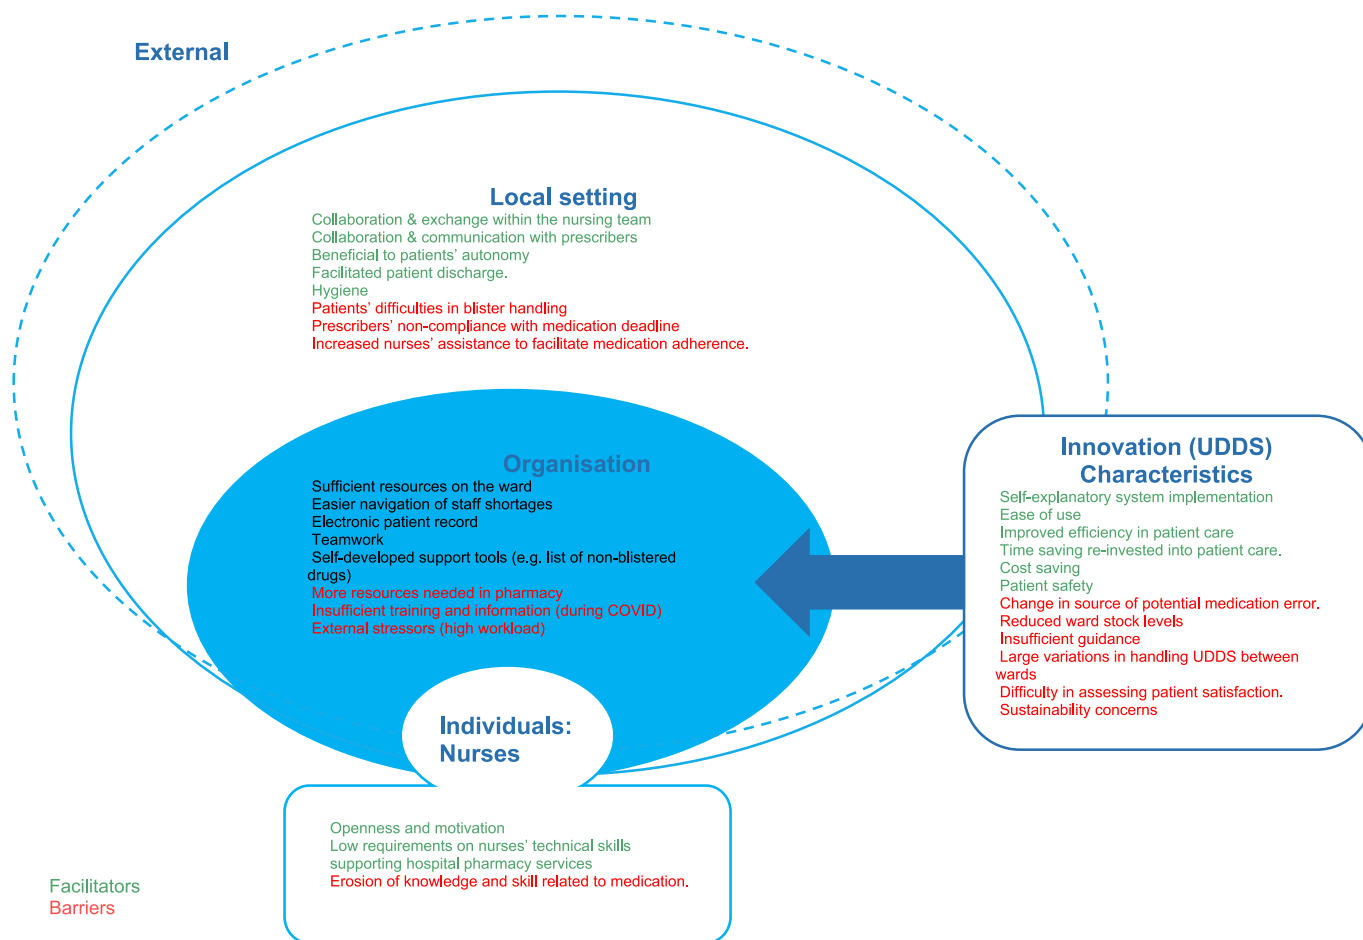 External
Local setting
Collaboration & exchange within the nursing team
Collaboration & communication with prescribers
Beneficial to patients’ autonomy
Facilitated patient discharge.
Hygiene
Patients’ difficulties in blister handling
Prescribers’ non-compliance with medication deadline
Increased nurses’ assistance to facilitate medication adherence.
Organisation
Sufficient resources on the ward
Easier navigation of staff shortages
Electronic patient record
Teamwork
Self-developed support tools (e.g. list of non-blistered
drugs)
More resources needed in pharmacy
Insufficient training and information (during COVID)
External stressors (high workload)
Innovation (UDDS)
Characteristics
Self-explanatory system implementation
Ease of use
Improved efficiency in patient care
Time saving re-invested into patient care.
Cost saving
Patient safety
Change in source of potential medication error.
Reduced ward stock levels
Insufficient guidance
Large variations in handling UDDS between
wards
Difficulty in assessing patient satisfaction.
Sustainability concerns
Individuals:
Nurses
Openness and motivation
Low requirements on nurses’ technical skills
supporting hospital pharmacy services
Erosion of knowledge and skill related to medication.
Facilitators
Barriers